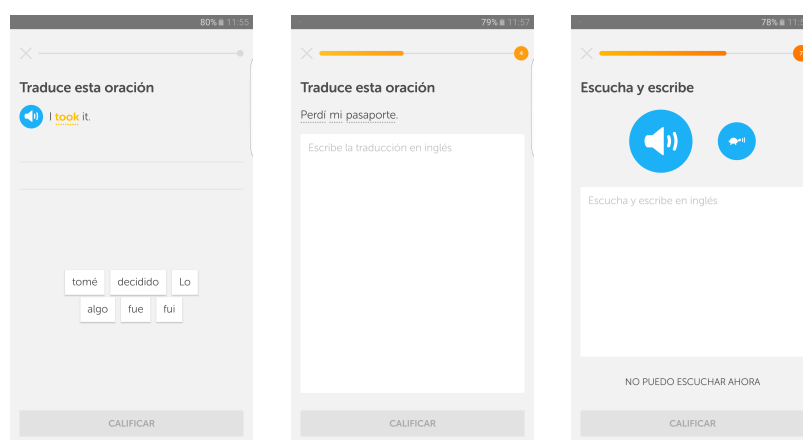 80% 11:55
Traduce esta oración
I took it.
tomé decidido Lo
algo fue fui
CALIFICAR
79% 11:57
4
Traduce esta oración
Perdí mi pasaporte.
Escribe la traducción en inglés
CALIFICAR
78%
Escucha y escribe
Escucha y escribe en inglés
NO PUEDO ESCUCHAR AHORA
CALIFICAR